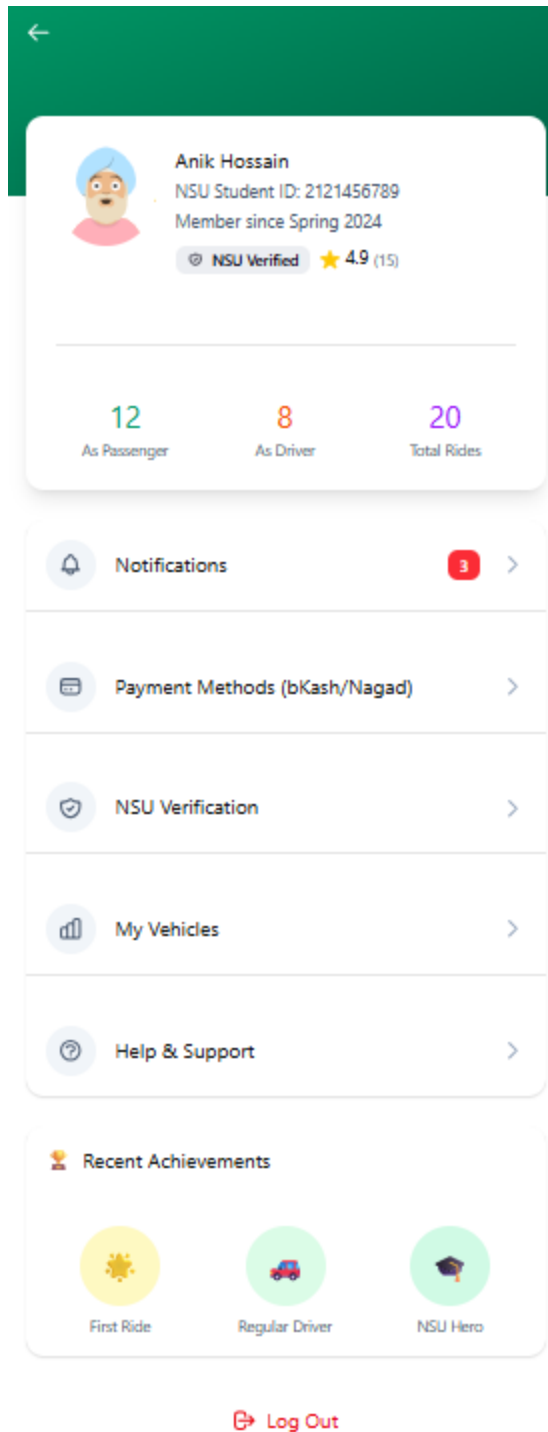 Anik Hossain
NSU Student ID: 2121456789
Member since Spring 2024
NSU Verified 4.9 (15)
12 8 20
As Passenger As Driver Total Rides
Notifications 3
Payment Methods (bKash/Nagad)
NSU Verification
My Vehicles
Help & Support
Recent Achievements
First Ride Regular Driver NSU Hero
Log Out